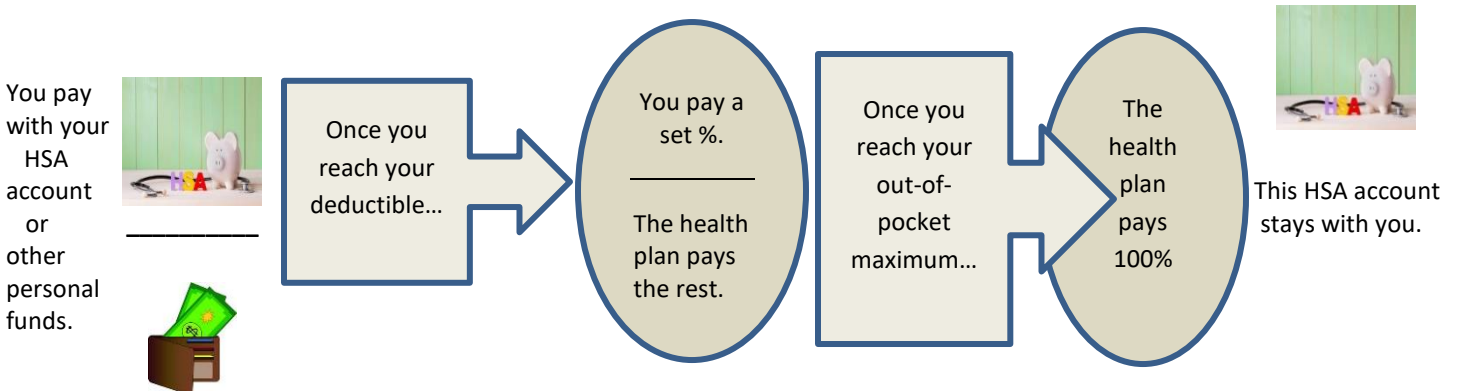 You pay
with your
HSA
account
or
other
personal
funds.
HSA
Once you
reach your
deductible…
You pay a
set %.
The health
plan pays
the rest.
Once you
reach your
out-of-
pocket
maximum…
The
health
plan
pays
100%
HSA
This HSA account
stays with you.